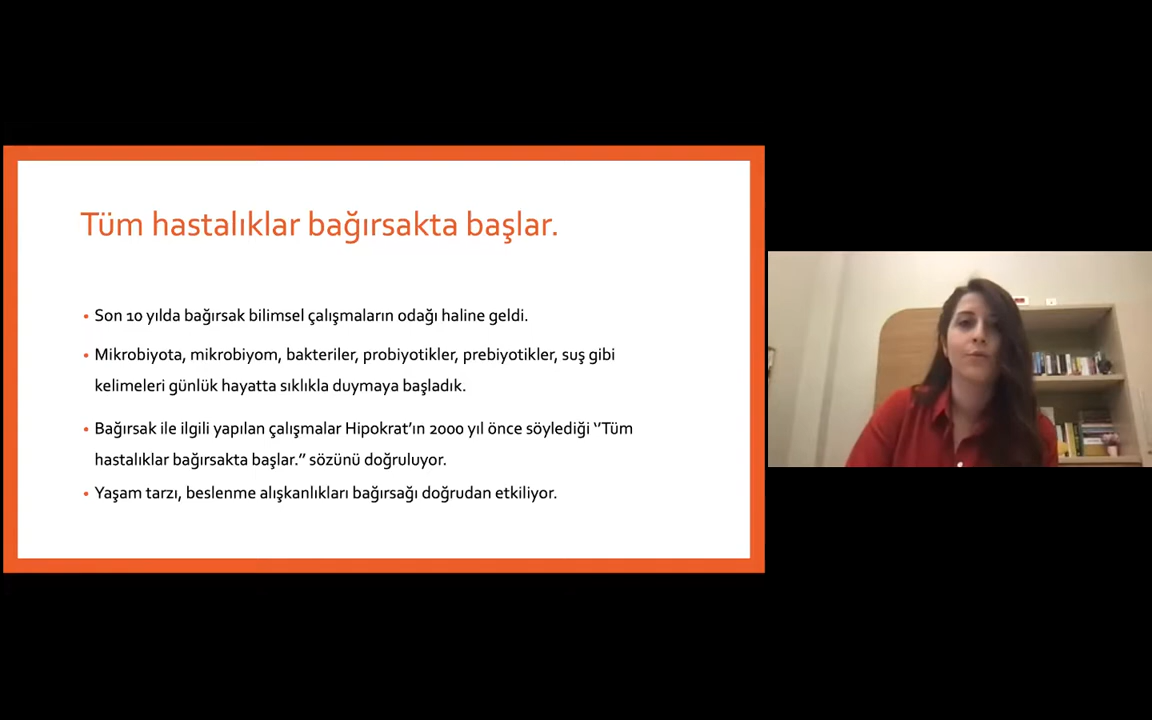 Tüm hastalıklar bağırsakta başlar.
• Son 10 yılda bağırsak bilimsel çalışmaların odağı haline geldi.
• Mikrobiyota, mikrobiyom, bakteriler, probiyotikler, prebiyotikler, suş gibi
kelimeleri günlük hayatta sıklıkla duymaya başladık.
• Bağırsak ile ilgili yapılan çalışmalar Hipokrat’ın 2000 yıl önce söylediği ‘’Tüm
hastalıklar bağırsakta başlar.’’ sözünü doğruluyor.
• Yaşam tarzı, beslenme alışkanlıkları bağırsağı doğrudan etkiliyor.